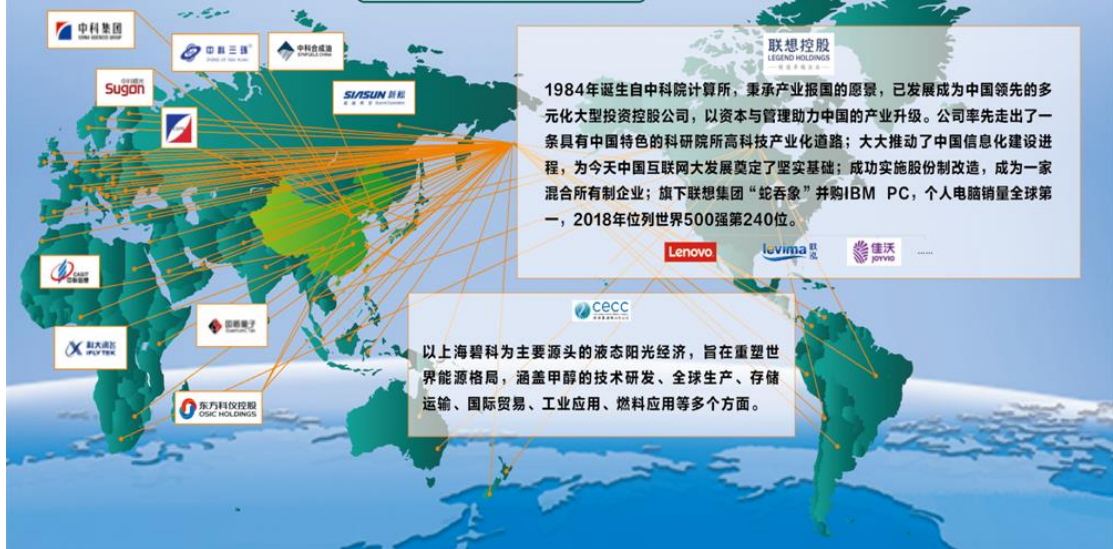 中科集团
中科三环
中科合成油
SYNFUELS CHINA
中科曙光
Sugon
SIASUN 新松
联想控股
LEGEND HOLDINGS
1984年诞生自中科院计算所，秉承产业报国的愿景，已发展成为中国领先的多
元化大型投资控股公司，以资本与管理助力中国的产业升级。公司率先走出了一
条具有中国特色的科研院所高科技产业化道路；大大推动了中国信息化建设进
程，为今天中国互联网大发展奠定了坚实基础；成功实施股份制改造，成为一家
混合所有制企业；旗下联想集团“蛇吞象”并购IBM PC，个人电脑销量全球第
一，2018年位列世界500强第240位。
Lenovo.
levima 联泓
佳沃
JOYVIO
......
CASIT
国盾量子
科大讯飞
iFLYTEK
东方科仪控股
OSIC HOLDINGS
cecc
以上海碧科为主要源头的液态阳光经济，旨在重塑世
界能源格局，涵盖甲醇的技术研发、全球生产、存储
运输、国际贸易、工业应用、燃料应用等多个方面。